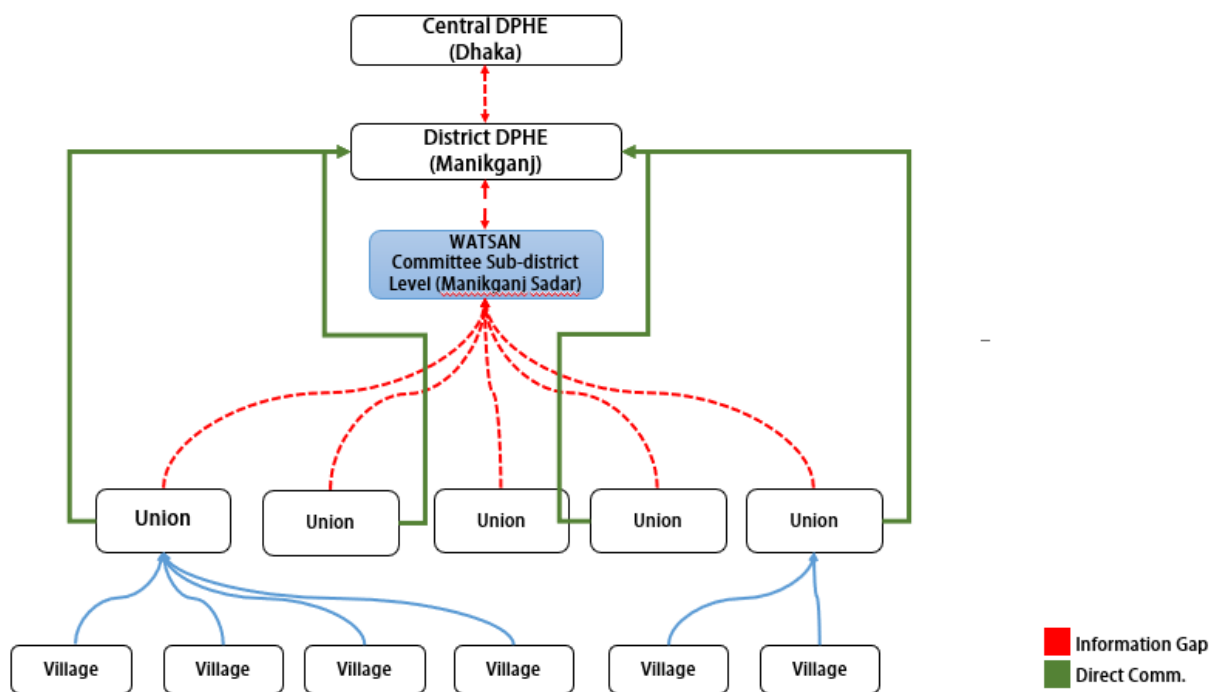 Central DPHE
(Dhaka)
District DPHE
(Manikganj)
WATSAN
Committee Sub-district
Level (Manikganj Sadar)
Union
Union
Union
Union
Union
Village
Village
Village
Village
Village
Village
Information Gap
Direct Comm.